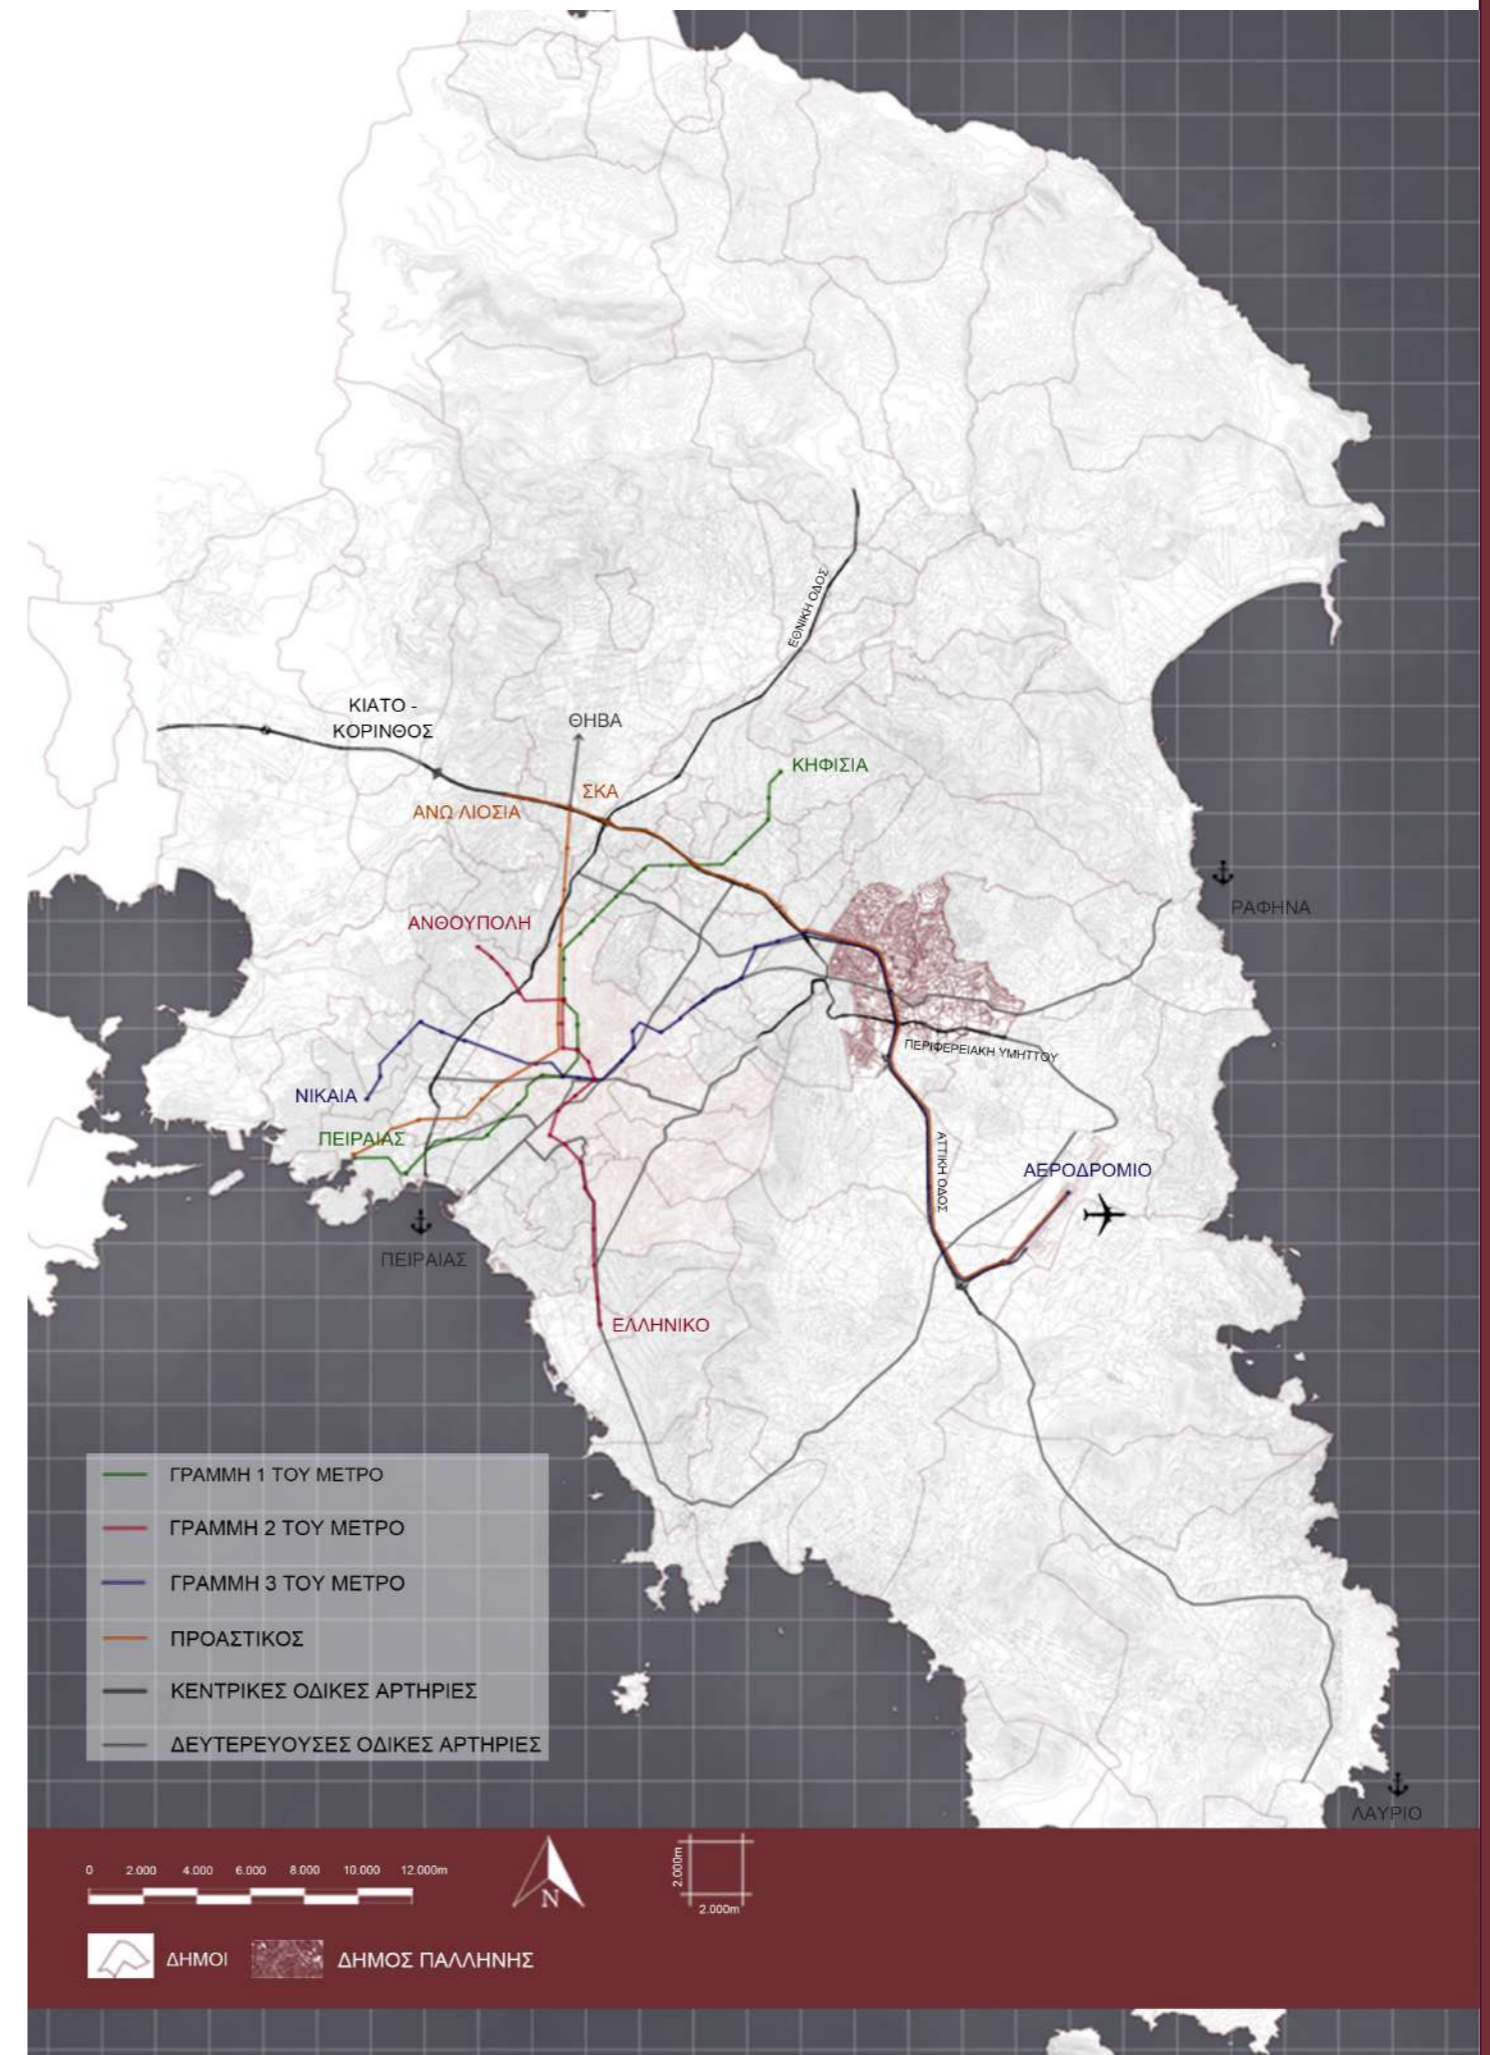 ΕΘΝΙΚΗ ΟΔΟΣ
ΚΙΑΤΟ -
ΚΟΡΙΝΘΟΣ
ΘΗΒΑ
ΚΗΦΙΣΙΑ
ΣΚΑ
ΑΝΩ ΛΙΟΣΙΑ
ΡΑΦΗΝΑ
ΑΝΘΟΥΠΟΛΗ
ΠΕΡΙΦΕΡΕΙΑΚΗ ΥΜΗΤΤΟΥ
ΝΙΚΑΙΑ
ΠΕΙΡΑΙΑΣ
ΑΤΤΙΚΗ ΟΔΟΣ
ΑΕΡΟΔΡΟΜΙΟ
ΠΕΙΡΑΙΑΣ
ΕΛΛΗΝΙΚΟ
ΓΡΑΜΜΗ 1 ΤΟΥ ΜΕΤΡΟ
ΓΡΑΜΜΗ 2 ΤΟΥ ΜΕΤΡΟ
ΓΡΑΜΜΗ 3 ΤΟΥ ΜΕΤΡΟ
ΠΡΟΑΣΤΙΚΟΣ
ΚΕΝΤΡΙΚΕΣ ΟΔΙΚΕΣ ΑΡΤΗΡΙΕΣ
ΔΕΥΤΕΡΕΥΟΥΣΕΣ ΟΔΙΚΕΣ ΑΡΤΗΡΙΕΣ
ΛΑΥΡΙΟ
0 2.000 4.000 6.000 8.000 10.000 12.000m
N
2.000m
2.000m
ΔΗΜΟΙ
ΔΗΜΟΣ ΠΑΛΛΗΝΗΣ